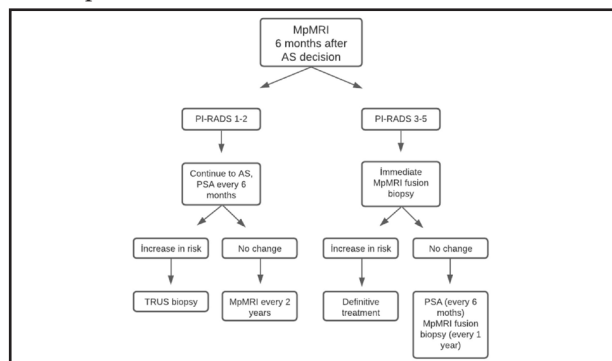 MpMRI
6 months after
AS decision
PI-RADS 1-2
PI-RADS 3-5
Continue to AS,
PSA every 6
months
İmmediate
MpMRI fusion
biopsy
İncrease in risk
No change
İncrease in risk
No change
TRUS biopsy
MpMRI every 2
years
Definitive
treatment
PSA (every 6
moths)
MpMRI fusion
biopsy (every 1
year)